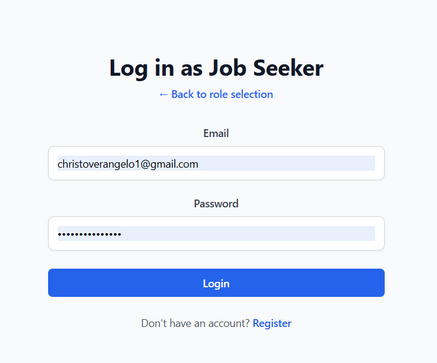 Log in as Job Seeker
← Back to role selection
Email
christoverangelo1@gmail.com
Password
•••••••••••••••
Login
Don't have an account? Register